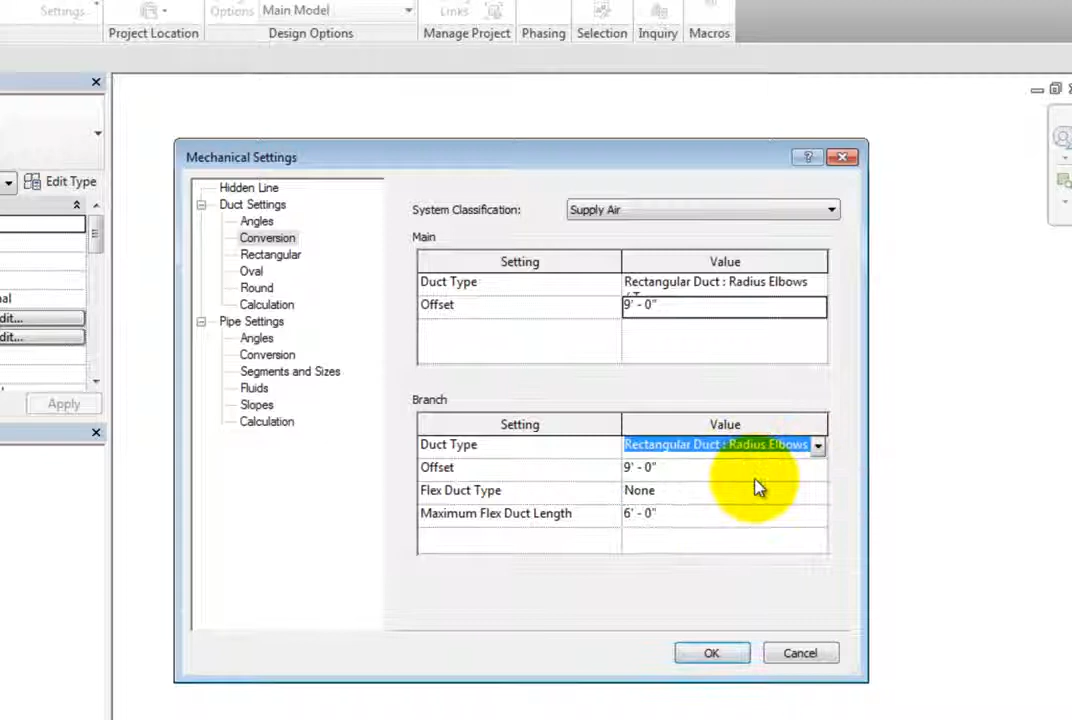 Settings
Options
Main Model
Links
Project Location
Design Options
Manage Project
Phasing
Selection
Inquiry
Macros
Edit Type
nal
dit...
dit...
Apply
Mechanical Settings
Hidden Line
Duct Settings
Angles
Conversion
Rectangular
Oval
Round
Calculation
Pipe Settings
Angles
Conversion
Segments and Sizes
Fluids
Slopes
Calculation
System Classification: Supply Air
Main
Setting Value
Duct Type Rectangular Duct : Radius Elbows
Offset 9' - 0"
Branch
Setting Value
Duct Type Rectangular Duct : Radius Elbows
Offset 9' - 0"
Flex Duct Type None
Maximum Flex Duct Length 6' - 0"
OK Cancel